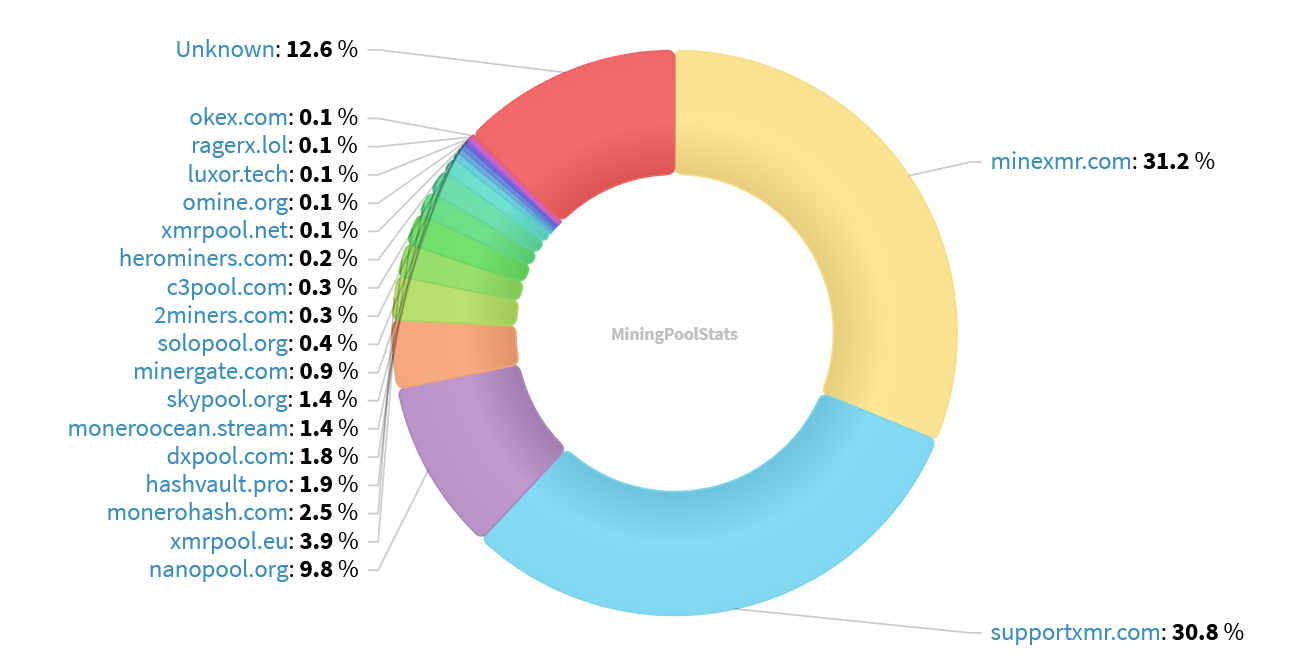 Unknown: 12.6 %
okex.com: 0.1 %
ragerx.lol: 0.1 %
luxor.tech: 0.1 %
omine.org: 0.1 %
xmrpool.net: 0.1 %
herominers.com: 0.2 %
c3pool.com: 0.3 %
2miners.com: 0.3 %
solopool.org: 0.4 %
minergate.com: 0.9 %
skypool.org: 1.4 %
moneroocean.stream: 1.4 %
dxpool.com: 1.8 %
hashvault.pro: 1.9 %
monerohash.com: 2.5 %
xmrpool.eu: 3.9 %
nanopool.org: 9.8 %
MiningPoolStats
minexmr.com: 31.2 %
supportxmr.com: 30.8 %